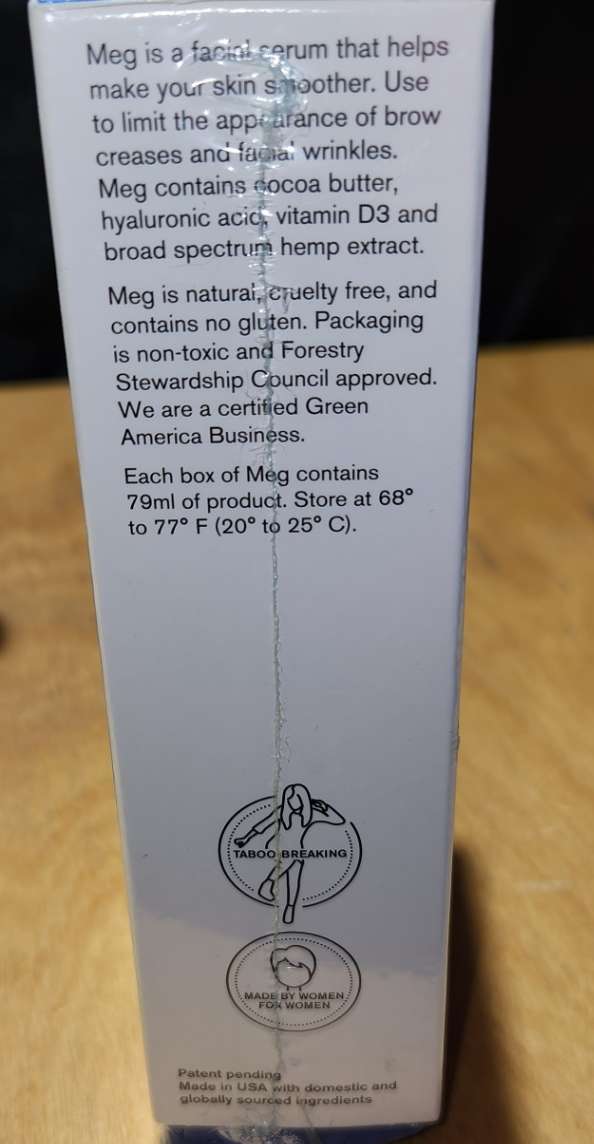 Meg is a facial serum that helps
make your skin smoother. Use
to limit the appearance of brow
creases and facial wrinkles.
Meg contains cocoa butter,
hyaluronic acid, vitamin D3 and
broad spectrum hemp extract.
Meg is natural, cruelty free, and
contains no gluten. Packaging
is non-toxic and Forestry
Stewardship Council approved.
We are a certified Green
America Business.
Each box of Meg contains
79ml of product. Store at 68°
to 77° F (20° to 25° C).
TABOO BREAKING
MADE BY WOMEN
FOR WOMEN
Patent pending
Made in USA with domestic and
globally sourced ingredients